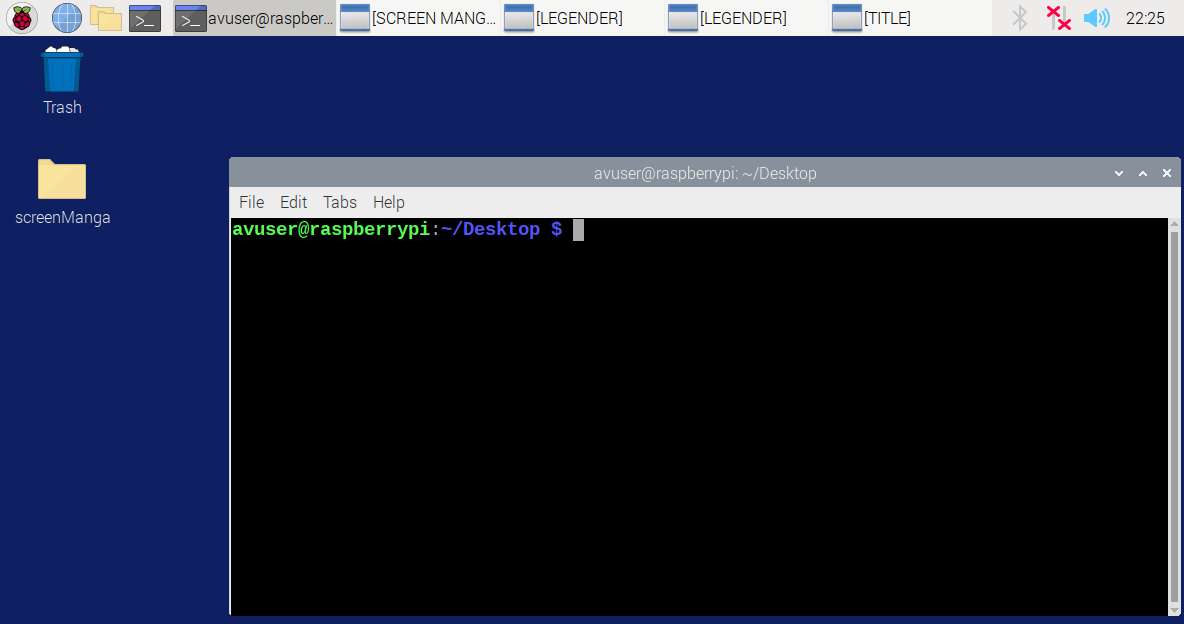 avuser@raspber... [SCREEN MANG... [LEGENDER] [LEGENDER] [TITLE] 22:25
Trash
screenManga
avuser@raspberrypi: ~/Desktop
File Edit Tabs Help
avuser@raspberrypi:~/Desktop $